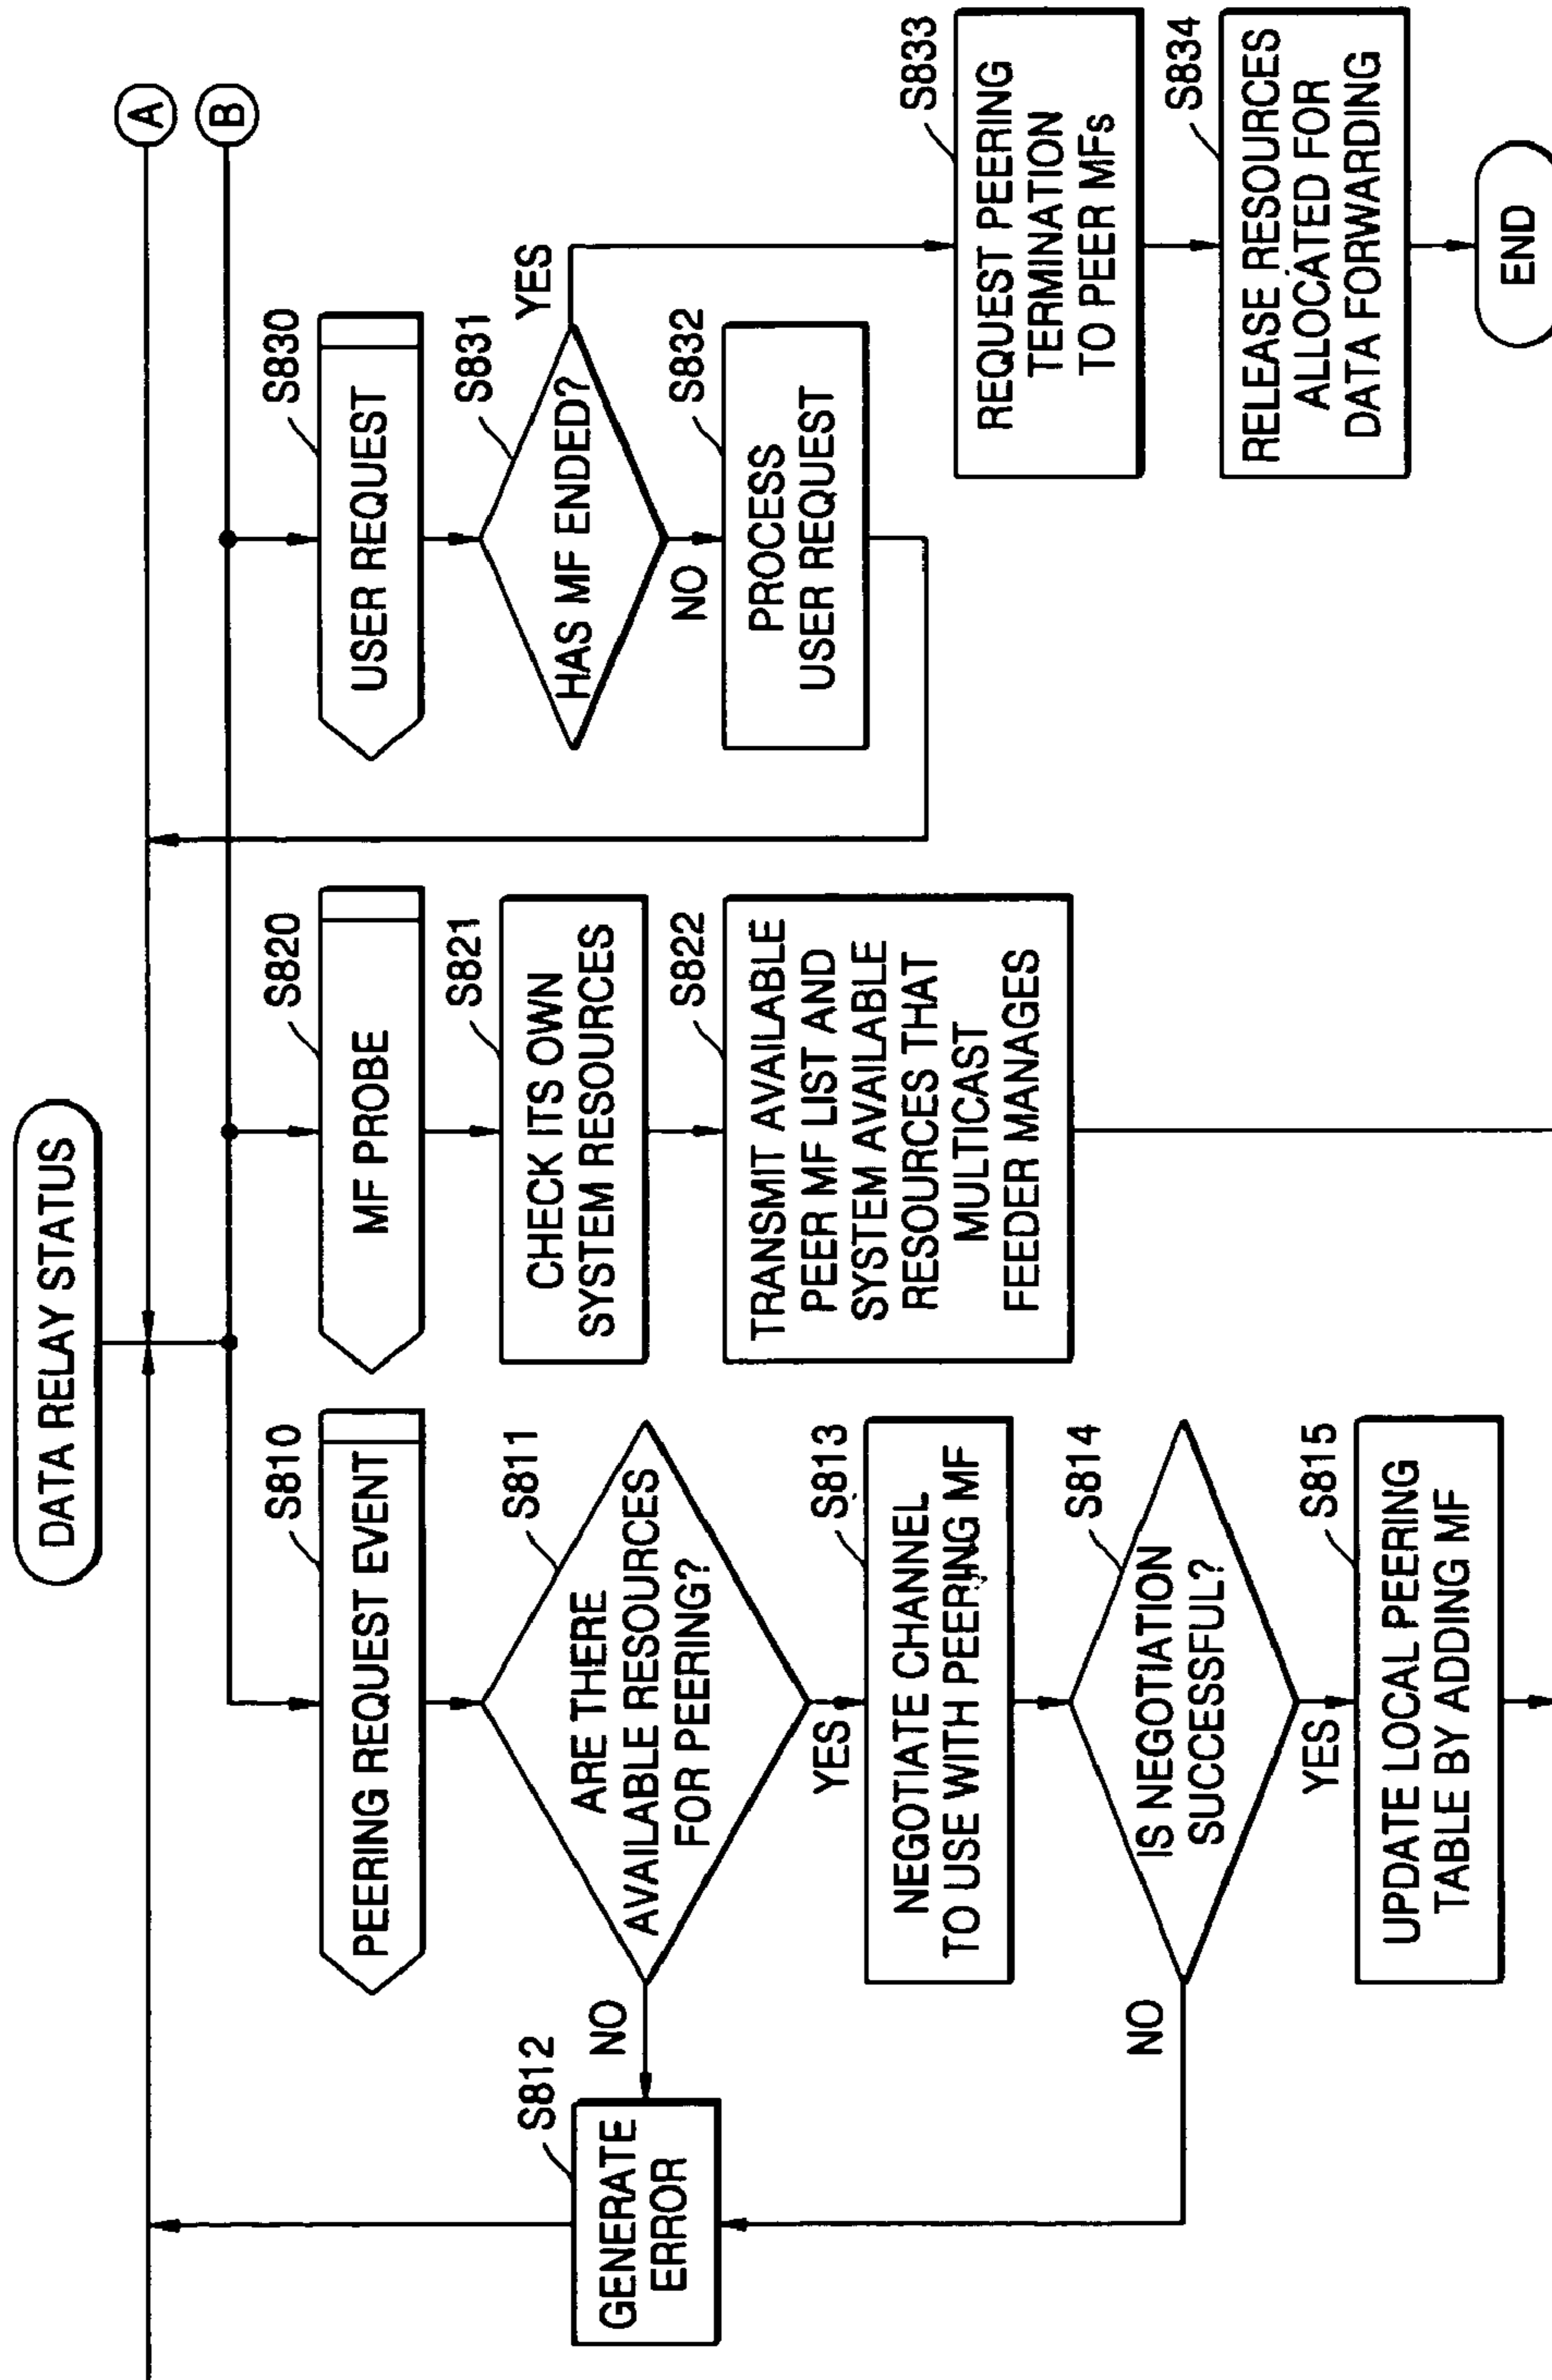 DATA RELAY STATUS
A
B
S810
PEERING REQUEST EVENT
S811
ARE THERE
AVAILABLE RESOURCES
FOR PEERING?
NO
S812
GENERATE
ERROR
YES
S813
NEGOTIATE CHANNEL
TO USE WITH PEERING MF
S814
IS NEGOTIATION
SUCCESSFUL?
NO
YES
S815
UPDATE LOCAL PEERING
TABLE BY ADDING MF
S820
MF PROBE
S821
CHECK ITS OWN
SYSTEM RESOURCES
S822
TRANSMIT AVAILABLE
PEER MF LIST AND
SYSTEM AVAILABLE
RESOURCES THAT
MULTICAST
FEEDER MANAGES
S830
USER REQUEST
S831
HAS MF ENDED?
YES
NO
S832
PROCESS
USER REQUEST
S833
REQUEST PEERING
TERMINATION
TO PEER MFs
S834
RELEASE RESOURCES
ALLOCATED FOR
DATA FORWARDING
END